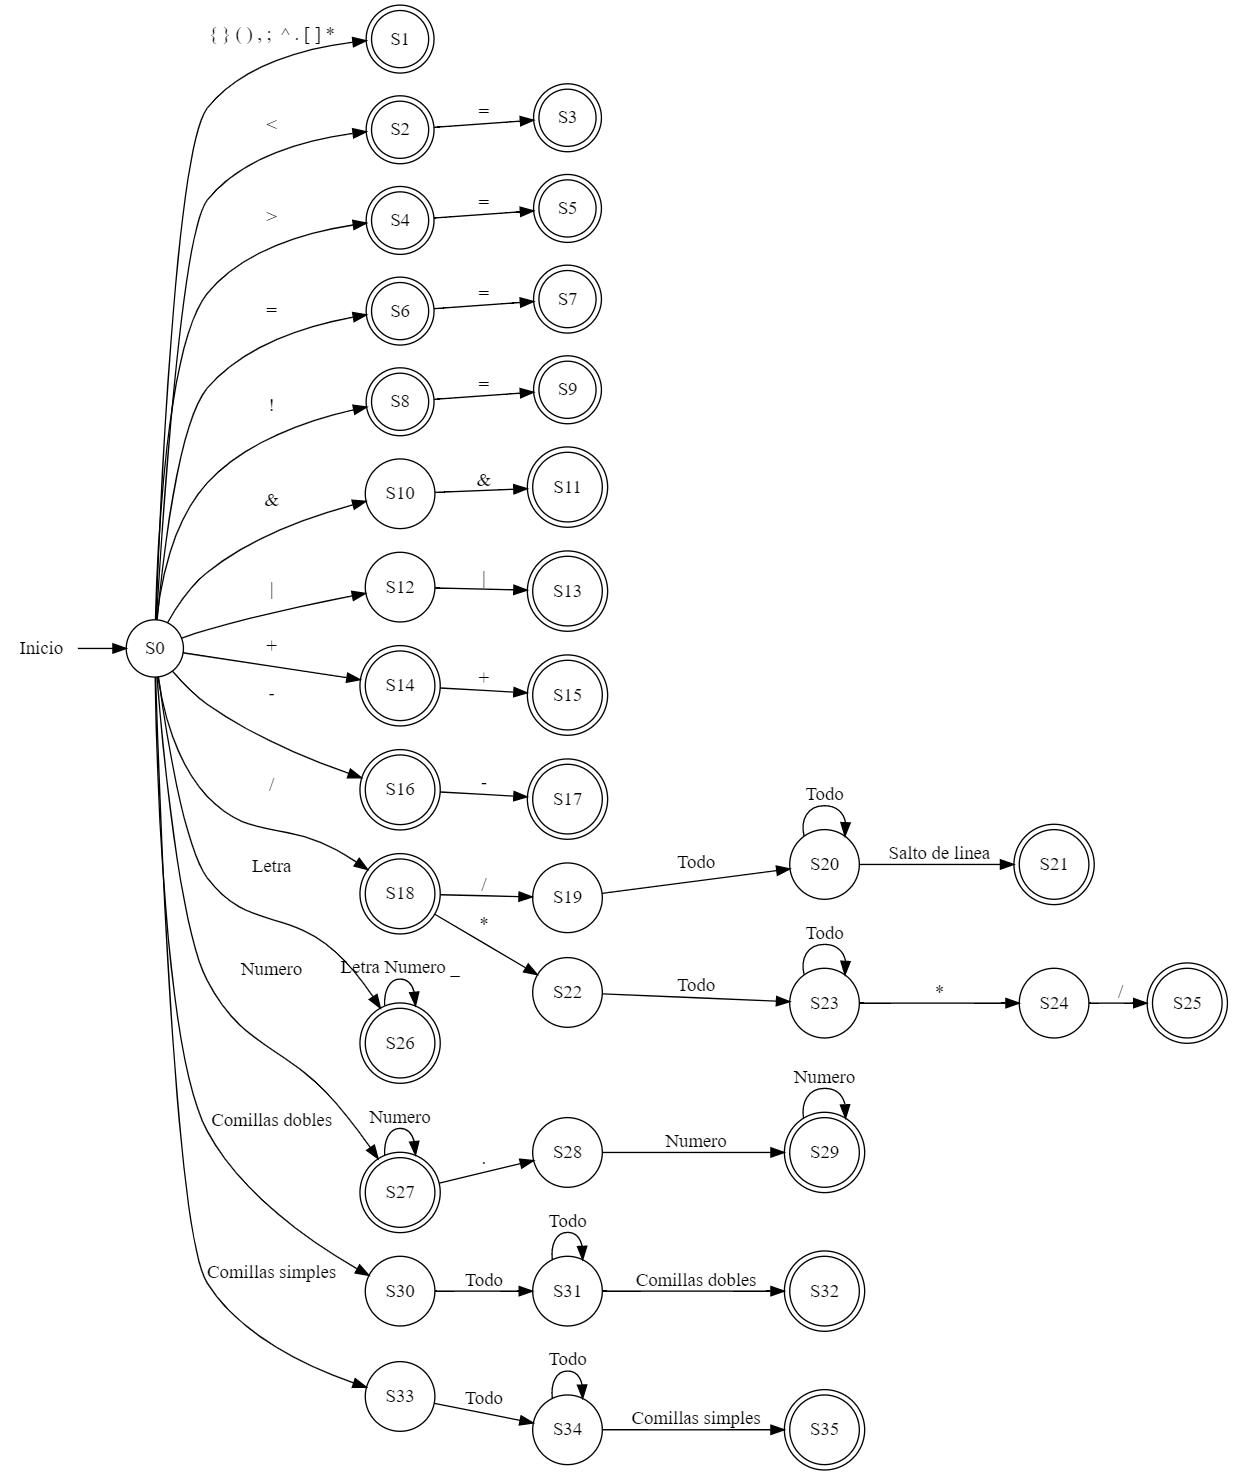 { } ( ) , ; ^ . [ ] *
S1
<
S2
=
S3
>
S4
=
S5
=
S6
=
S7
!
S8
=
S9
&
S10
&
S11
|
S12
|
S13
Inicio
S0
+
S14
+
S15
-
S16
-
S17
/
S18
/
S19
Todo
Todo
S20
Salto de linea
S21
*
S22
Todo
Todo
S23
*
S24
/
S25
Letra
Letra Numero _
S26
Numero
Numero
S27
.
S28
Numero
Numero
S29
Comillas dobles
S30
Todo
Todo
S31
Comillas dobles
S32
Comillas simples
S33
Todo
Todo
S34
Comillas simples
S35